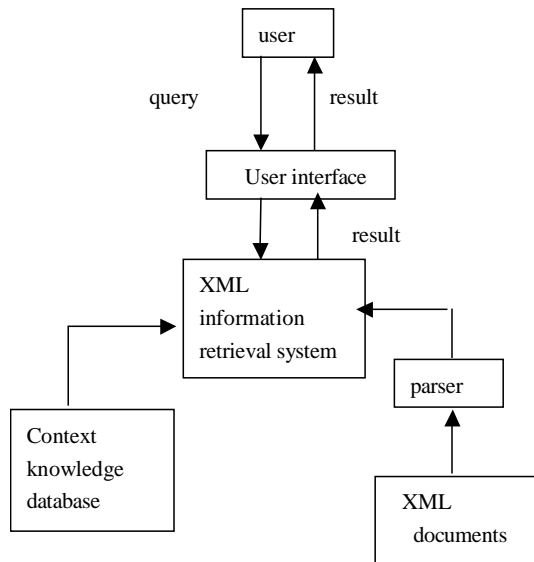 user
query
result
User interface
result
XML
information
retrieval system
parser
Context
knowledge
database
XML
documents